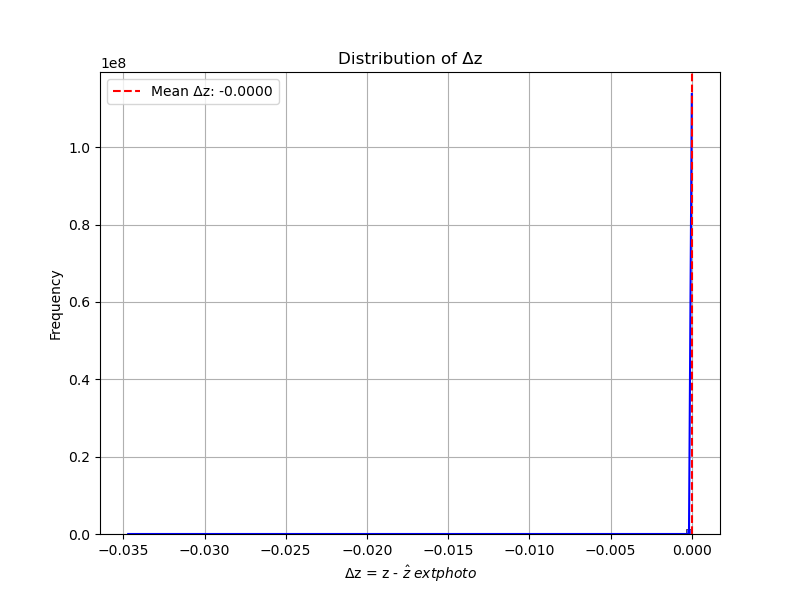 Distribution of Δz
1e8
Mean Δz: -0.0000
1.0
0.8
0.6
0.4
0.2
0.0
Frequency
−0.035 −0.030 −0.025 −0.020 −0.015 −0.010 −0.005 0.000
Δz = z - ẑ extphoto